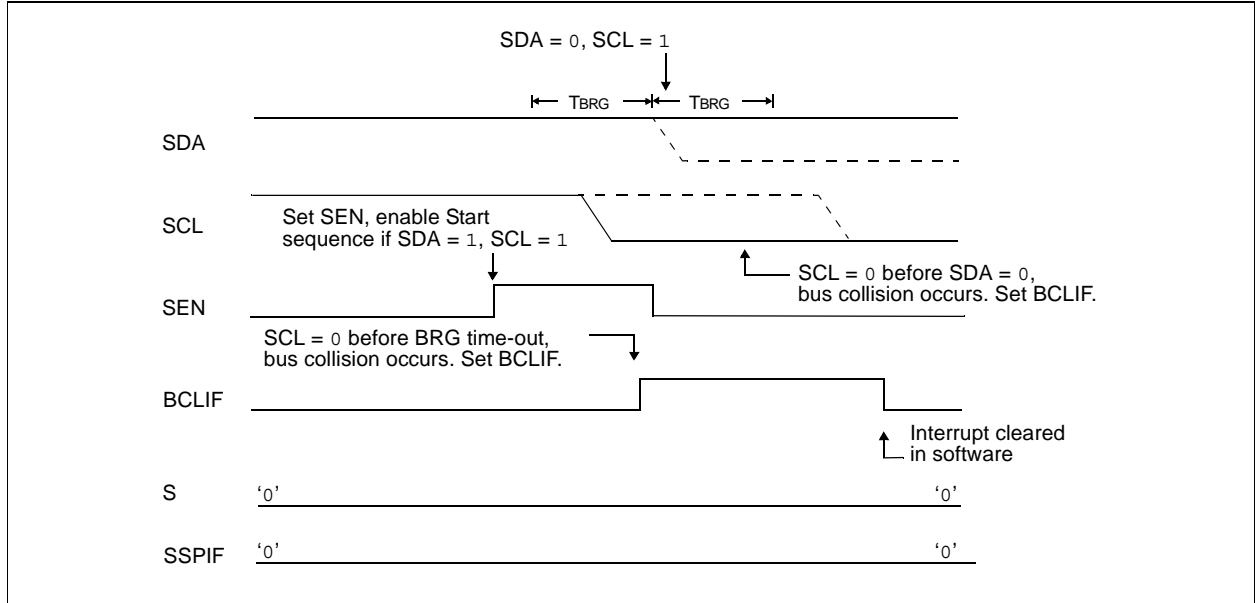 SDA = 0, SCL = 1
TBRG TBRG
SDA
SCL
Set SEN, enable Start
sequence if SDA = 1, SCL = 1
SCL = 0 before SDA = 0,
bus collision occurs. Set BCLIF.
SEN
SCL = 0 before BRG time-out,
bus collision occurs. Set BCLIF.
BCLIF
Interrupt cleared
in software
S ‘0’ ‘0’
SSPIF ‘0’ ‘0’